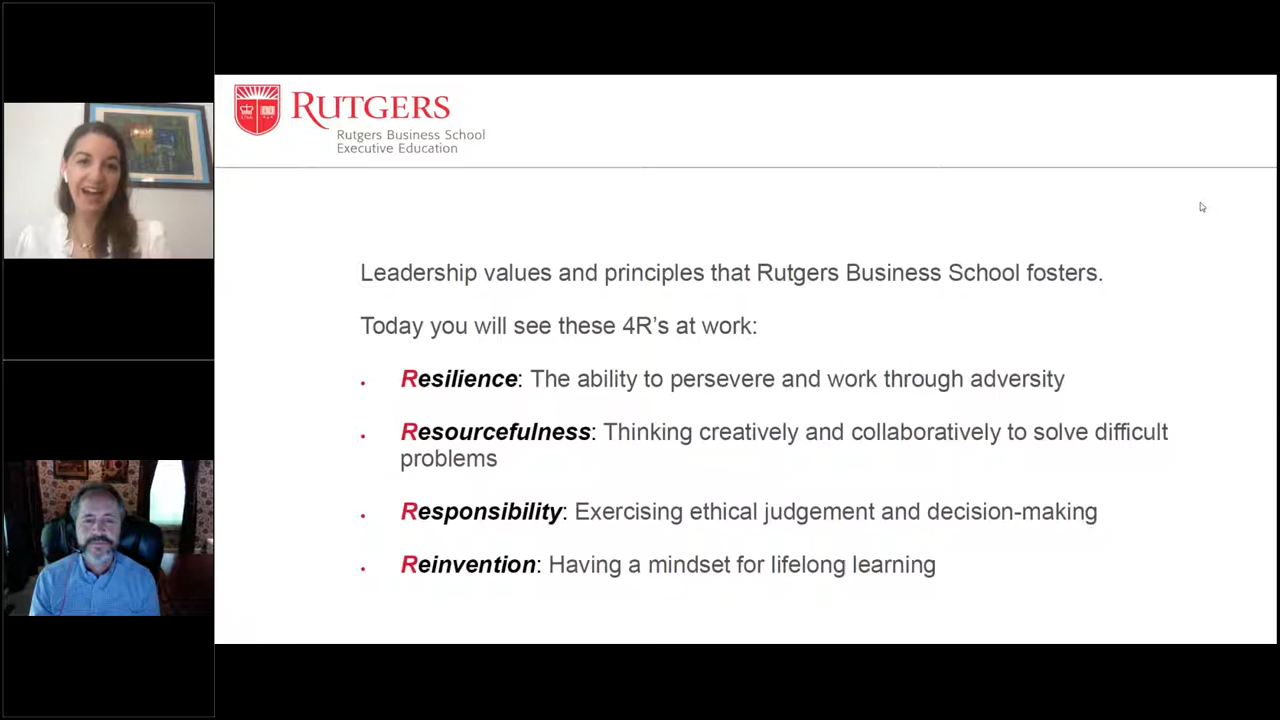 RUTGERS
Rutgers Business School
Executive Education
Leadership values and principles that Rutgers Business School fosters.
Today you will see these 4R’s at work:
• Resilience: The ability to persevere and work through adversity
• Resourcefulness: Thinking creatively and collaboratively to solve difficult
problems
• Responsibility: Exercising ethical judgement and decision-making
• Reinvention: Having a mindset for lifelong learning